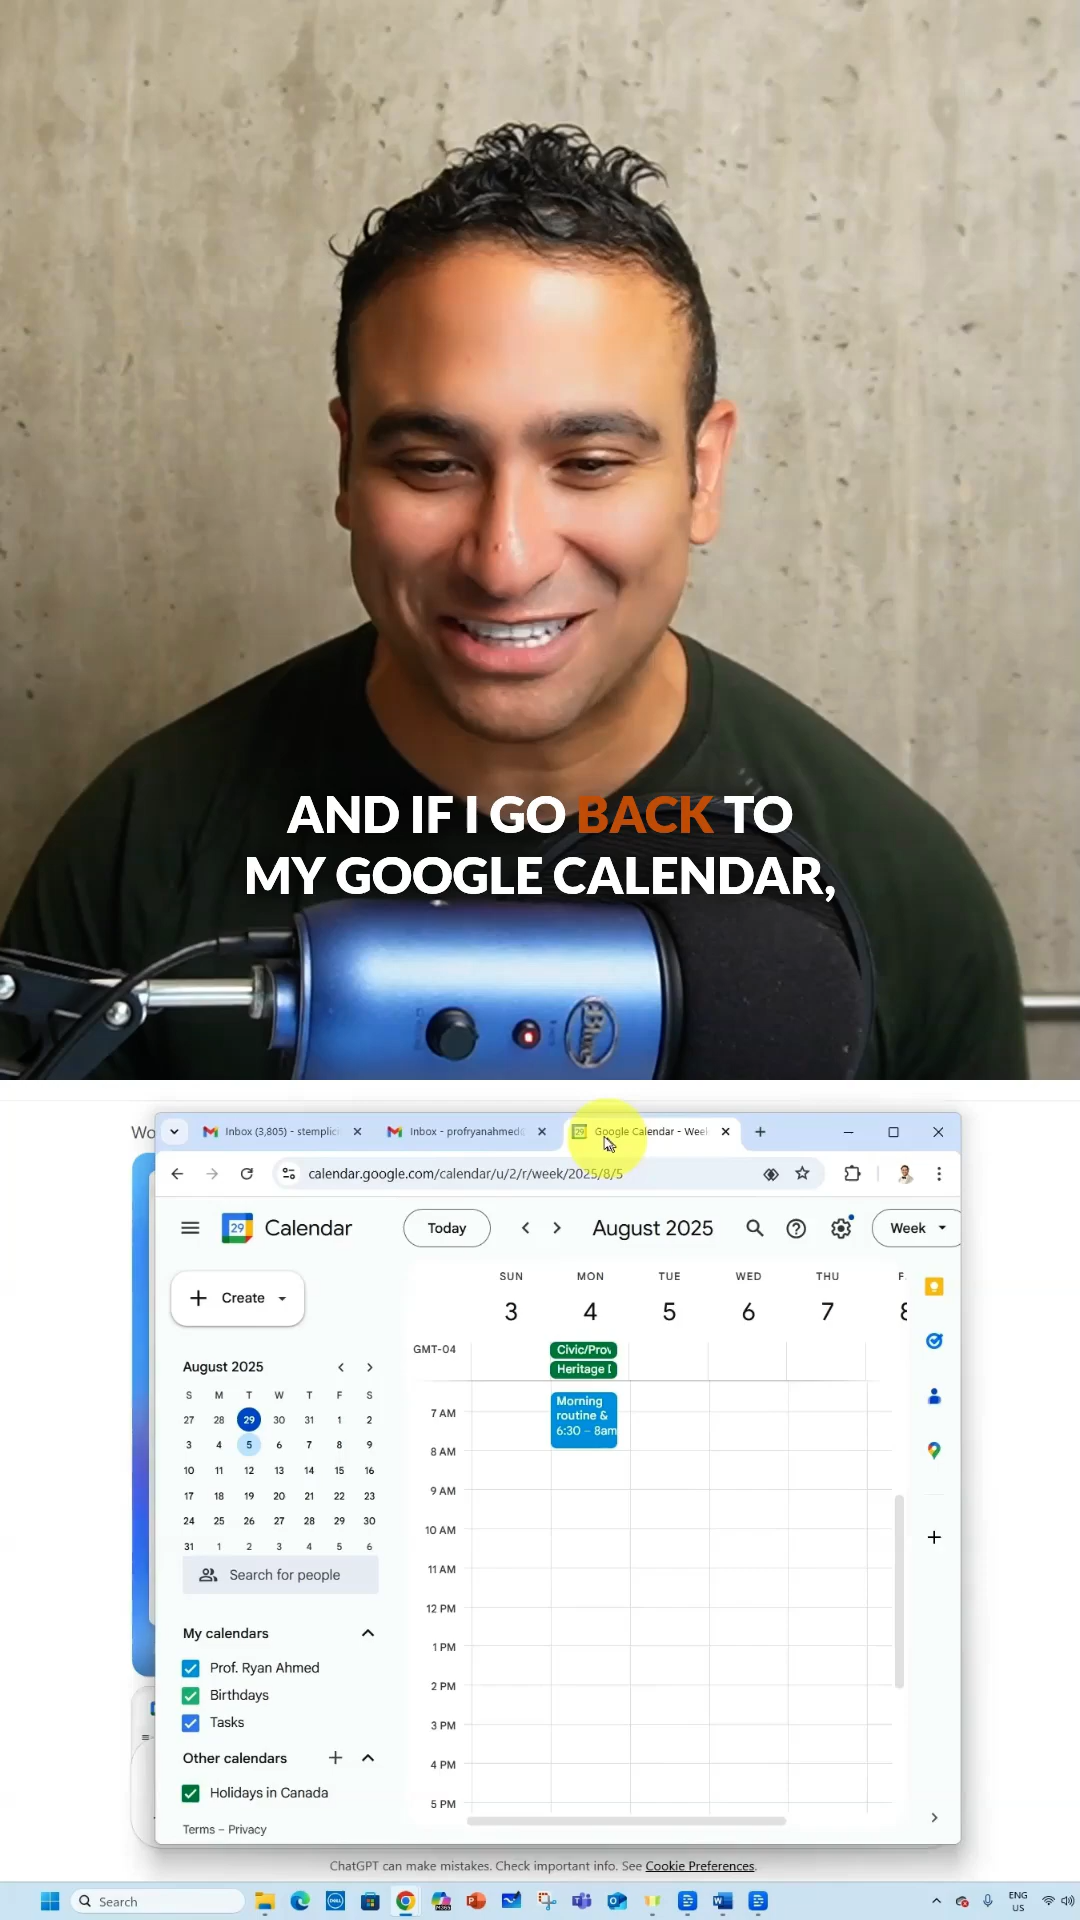 AND IF I GO BACK TO
MY GOOGLE CALENDAR,
Blue
Wo
Inbox (3,805) - stemplic
Inbox - profryanahmed
Google Calendar - Week
calendar.google.com/calendar/u/2/r/week/2025/8/5
29 Calendar
Today
August 2025
Week
Create
SUN MON TUE WED THU F
3 4 5 6 7 8
GMT-04
Civic/Prov
Heritage D
Morning
routine &
6:30 – 8am
7 AM
8 AM
9 AM
10 AM
11 AM
12 PM
1 PM
2 PM
3 PM
4 PM
5 PM
August 2025
S M T W T F S
27 28 29 30 31 1 2
3 4 5 6 7 8 9
10 11 12 13 14 15 16
17 18 19 20 21 22 23
24 25 26 27 28 29 30
31 1 2 3 4 5 6
Search for people
My calendars
Prof. Ryan Ahmed
Birthdays
Tasks
Other calendars
Holidays in Canada
Terms – Privacy
ChatGPT can make mistakes. Check important info. See Cookie Preferences.
Search
ENG
US